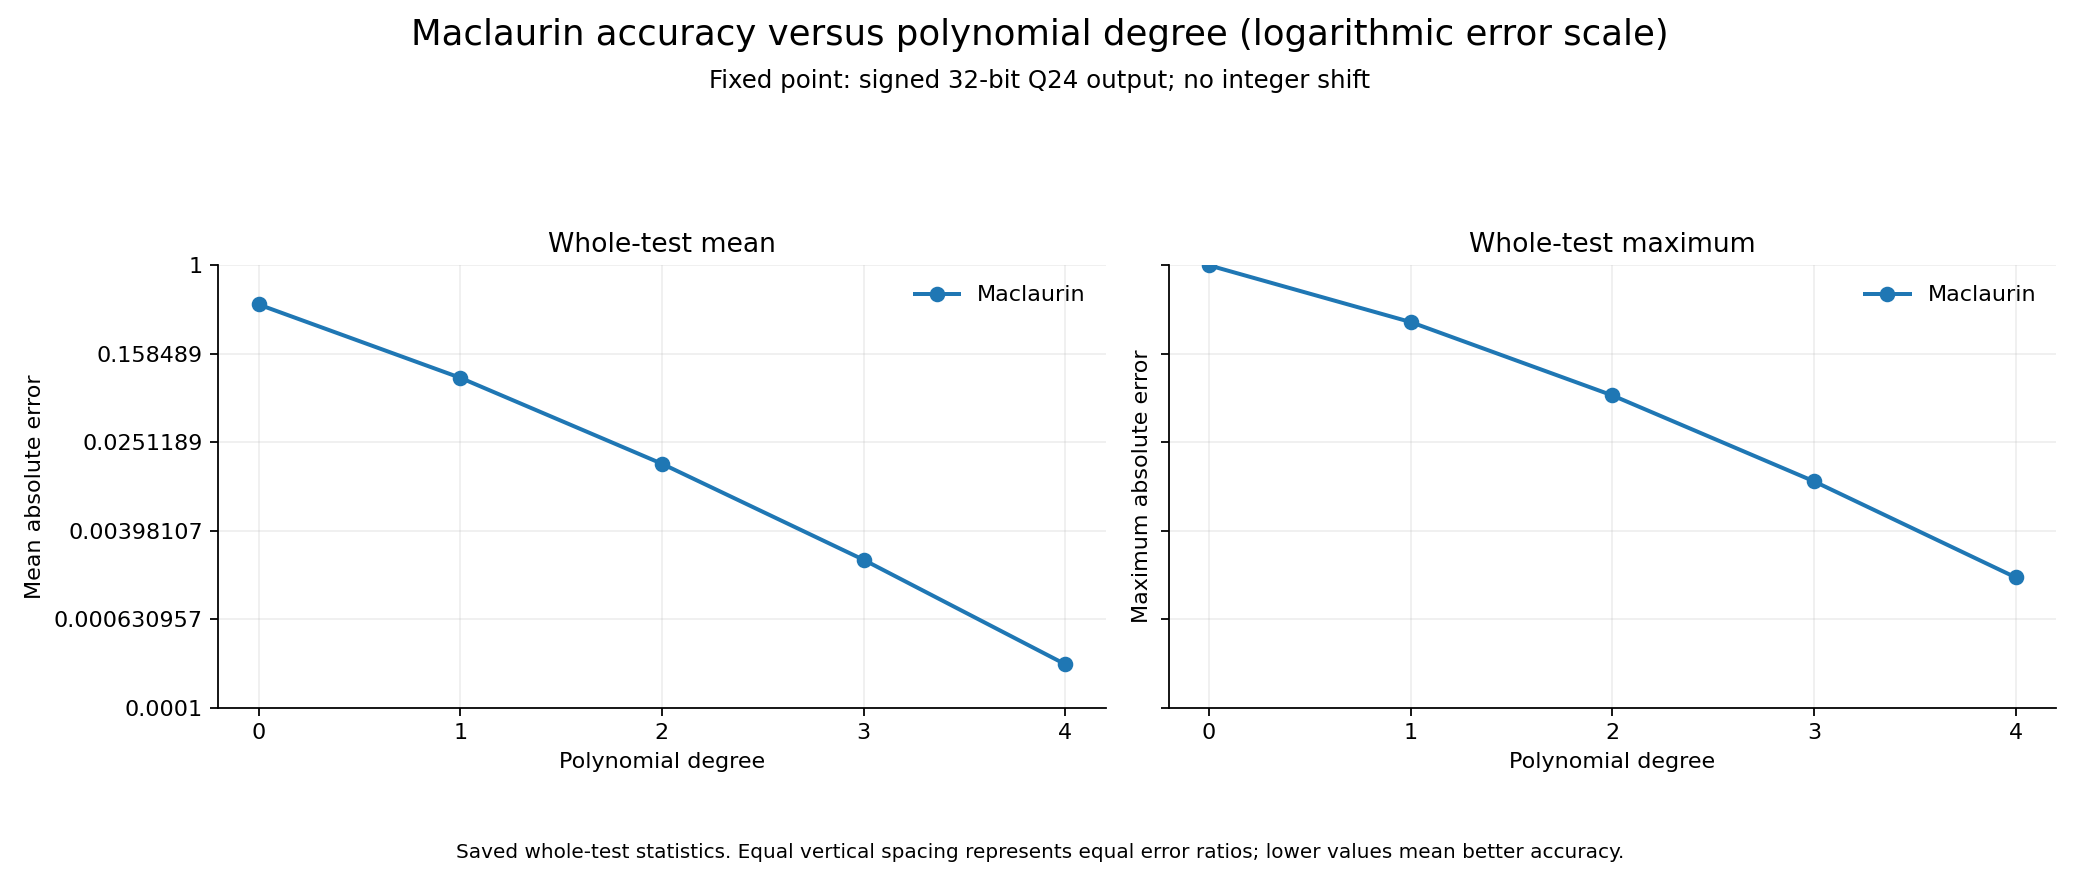 Maclaurin accuracy versus polynomial degree (logarithmic error scale)
Fixed point: signed 32-bit Q24 output; no integer shift
Whole-test mean
Mean absolute error
1
0.158489
0.0251189
0.00398107
0.000630957
0.0001
Maclaurin
0 1 2 3 4
Polynomial degree
Whole-test maximum
Maximum absolute error
Maclaurin
0 1 2 3 4
Polynomial degree
Saved whole-test statistics. Equal vertical spacing represents equal error ratios; lower values mean better accuracy.